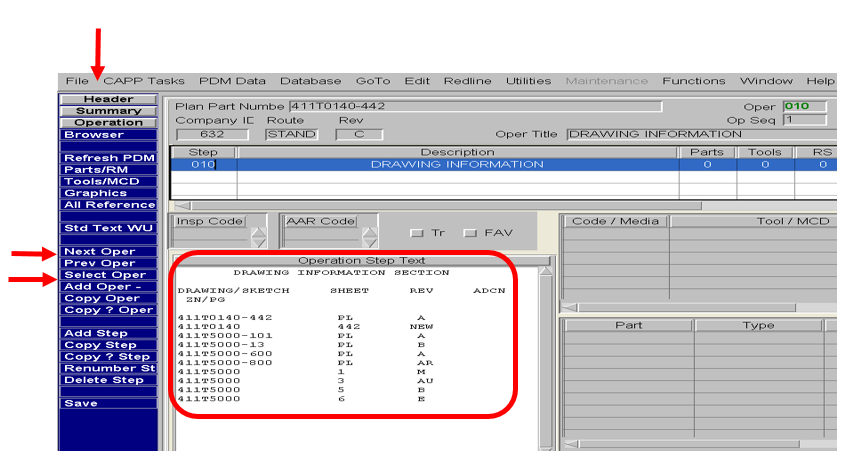 File CAPP Tasks PDM Data Database GoTo Edit Redline Utilities Maintenance Functions Window Help
Header
Summary
Operation
Browser
Refresh PDM
Parts/RM
Tools/MCD
Graphics
All Reference
Std Text WU
Next Oper
Prev Oper
Select Oper
Add Oper -
Copy Oper
Copy ? Oper
Add Step
Copy Step
Copy ? Step
Renumber St
Delete Step
Save
Plan Part Numbe 411T0140-442 Oper 010
Company IC Route Rev Op Seq 1
632 STAND C Oper Title DRAWING INFORMATION
Step Description Parts Tools RS
010 DRAWING INFORMATION 0 0 0
Insp Code AAR Code Tr FAV
Code / Media Tool / MCD
Operation Step Text
DRAWING INFORMATION SECTION
DRAWING/SKETCH SHEET REV ADCN
ZN/PG
411T0140-442 PL A
411T0140 442 NEW
411T5000-101 PL A
411T5000-13 PL B
411T5000-600 PL A
411T5000-800 PL AR
411T5000 1 M
411T5000 3 AU
411T5000 5 B
411T5000 6 E
Part Type